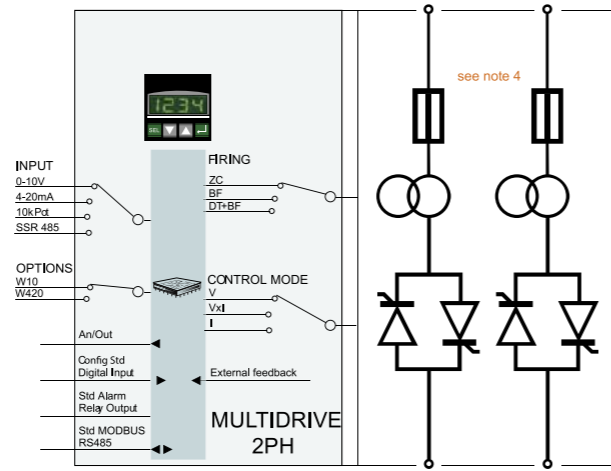 1234
SEL
see note 4
INPUT
0-10V
4-20mA
10k Pot
SSR 485
FIRING
ZC
BF
DT+BF
OPTIONS
W10
W420
CONTROL MODE
V
VxI
I
An/Out
Config Std
Digital Input
External feedback
Std Alarm
Relay Output
Std MODBUS
RS485
MULTIDRIVE
2PH